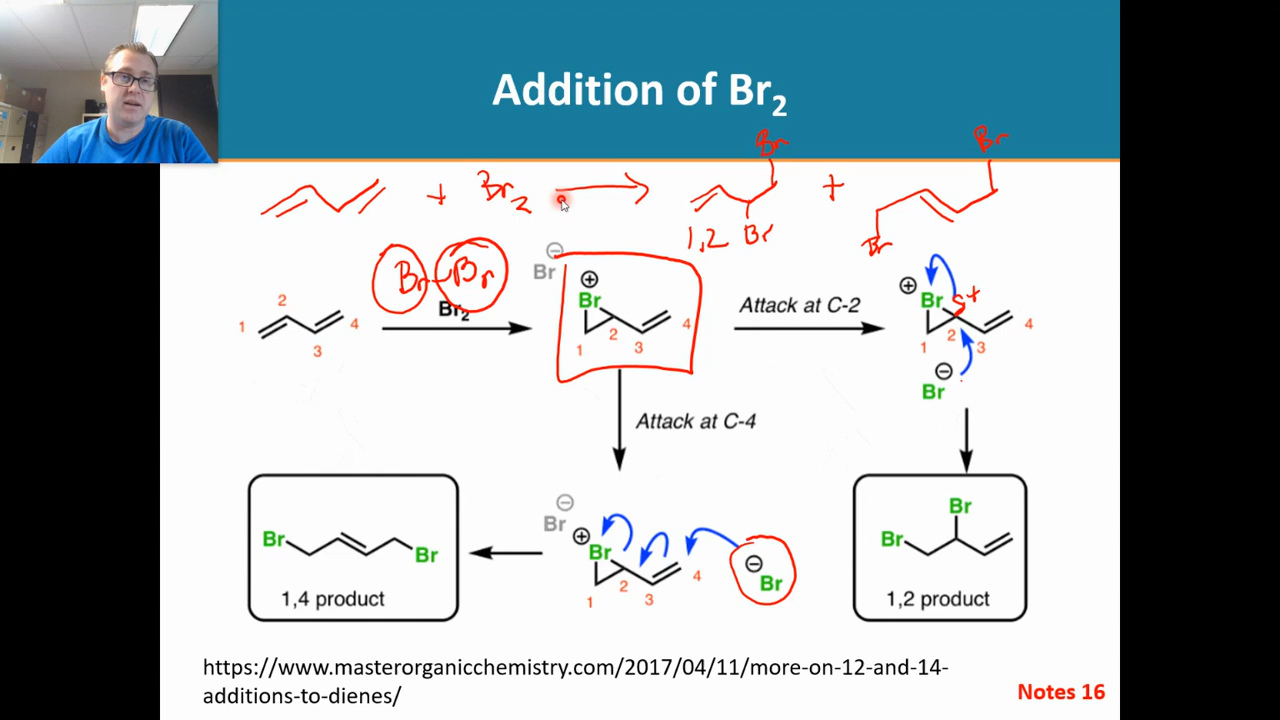 Addition of Br2
+ Br2 → Br
1,2 Br
+ Br
Br
Br–Br
Br2
1 2 3 4
⊖
Br
⊕
Br
1 2 3 4
Attack at C-2
⊕
Br δ+
1 2 3 4
⊖
Br
Attack at C-4
Br
Br
1,4 product
⊖
Br
⊕
Br
1 2 3 4
⊖
Br
Br
Br
1,2 product
https://www.masterorganicchemistry.com/2017/04/11/more-on-12-and-14-
additions-to-dienes/
Notes 16